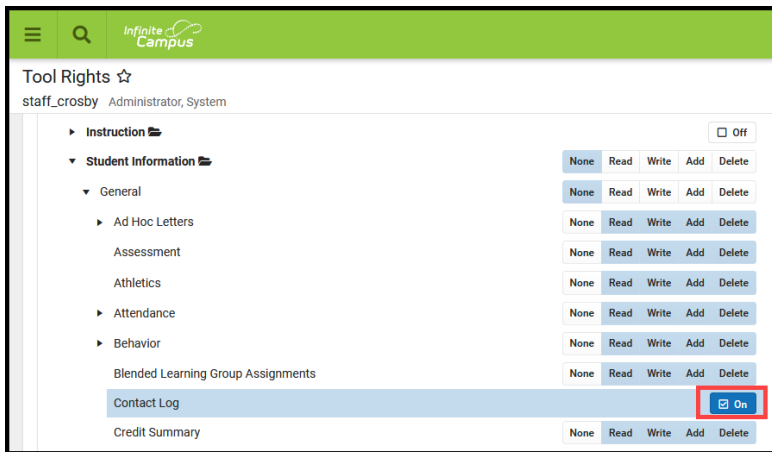 Infinite
Campus
Tool Rights
staff_crosby Administrator, System
Instruction Off
Student Information None Read Write Add Delete
General None Read Write Add Delete
Ad Hoc Letters None Read Write Add Delete
Assessment None Read Write Add Delete
Athletics None Read Write Add Delete
Attendance None Read Write Add Delete
Behavior None Read Write Add Delete
Blended Learning Group Assignments None Read Write Add Delete
Contact Log On
Credit Summary None Read Write Add Delete